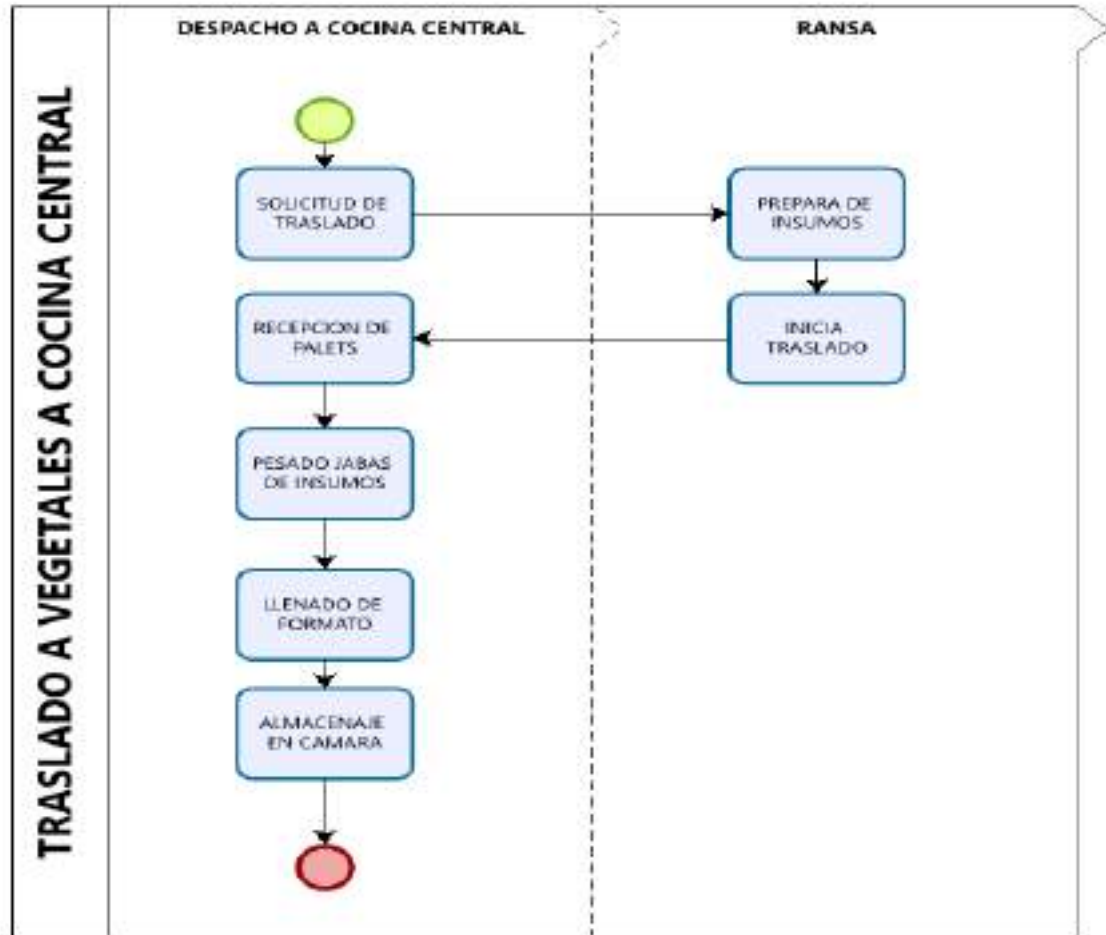 TRASLADO A VEGETALES A COCINA CENTRAL
DESPACHO A COCINA CENTRAL
RANSA
SOLICITUD DE
TRASLADO
PREPARA DE
INSUMOS
RECEPCION DE
PALETS
INICIA
TRASLADO
PESADO JABAS
DE INSUMOS
LLENADO DE
FORMATO
ALMACENAJE
EN CAMARA